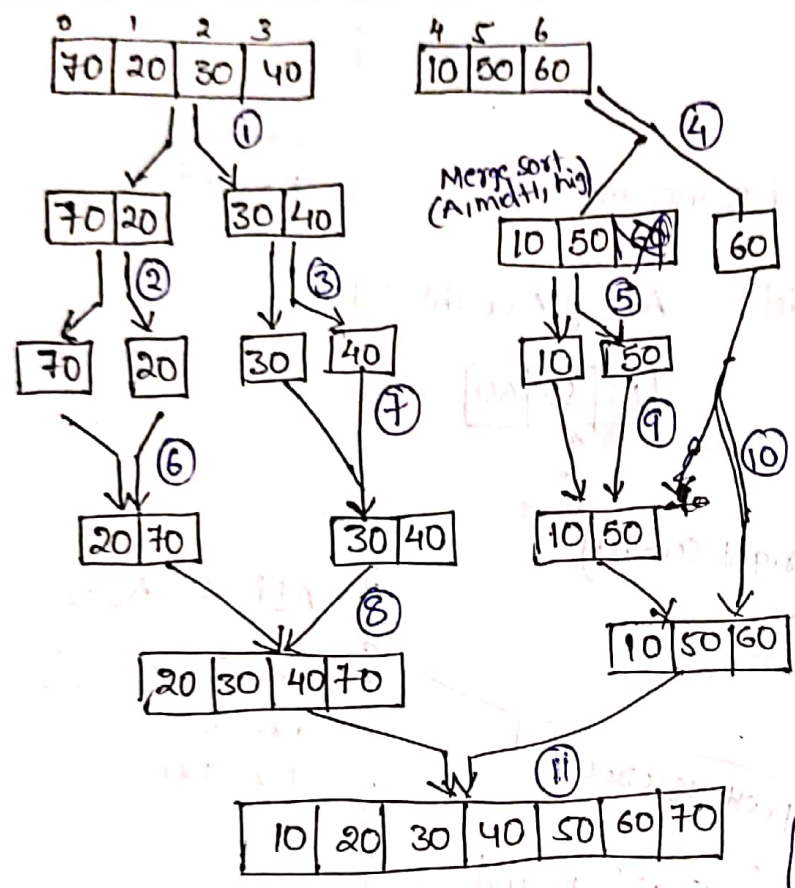 0 1 2 3 4 5 6
70 20 30 40 10 50 60
① ④
Merge sort
(A, mid+1, hig)
70 20 30 40 10 50 60 60
② ③ ⑤
70 20 30 40 10 50
⑦ ⑨
⑥ ⑩
20 70 30 40 10 50
⑧
20 30 40 70 10 50 60
⑪
10 20 30 40 50 60 70